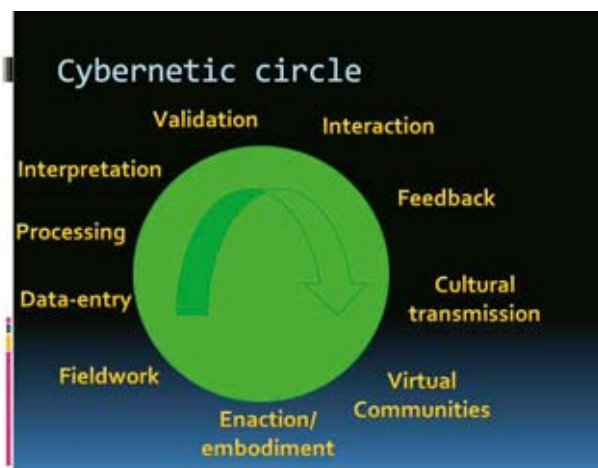 Cybernetic circle
Validation
Interaction
Interpretation
Feedback
Processing
Cultural
transmission
Data-entry
Fieldwork
Virtual
Communities
Enaction/
embodiment